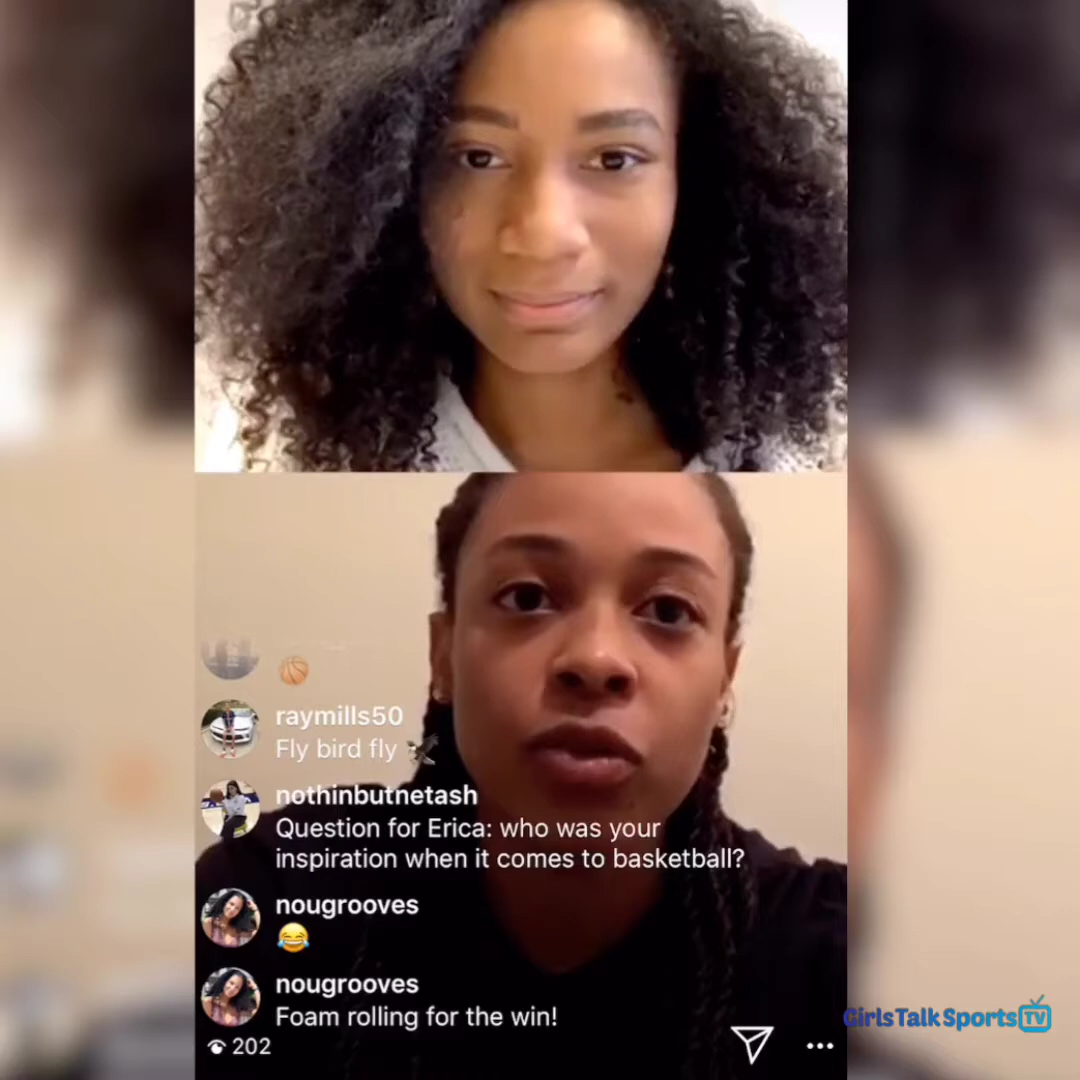 raymills50
Fly bird fly
nothinbutnetash
Question for Erica: who was your
inspiration when it comes to basketball?
nougrooves
nougrooves
Foam rolling for the win!
202
GirlsTalkSportsTV